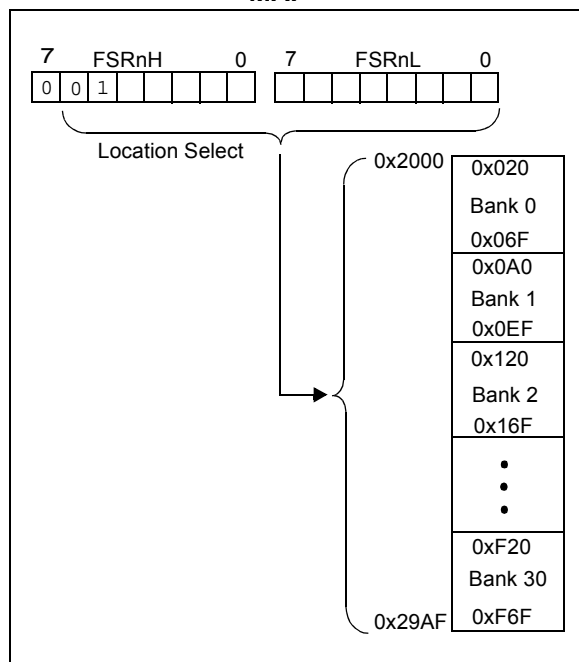 7 FSRnH 0 7 FSRnL 0
0 0 1
Location Select
0x2000
0x020
Bank 0
0x06F
0x0A0
Bank 1
0x0EF
0x120
Bank 2
0x16F
0xF20
Bank 30
0xF6F
0x29AF